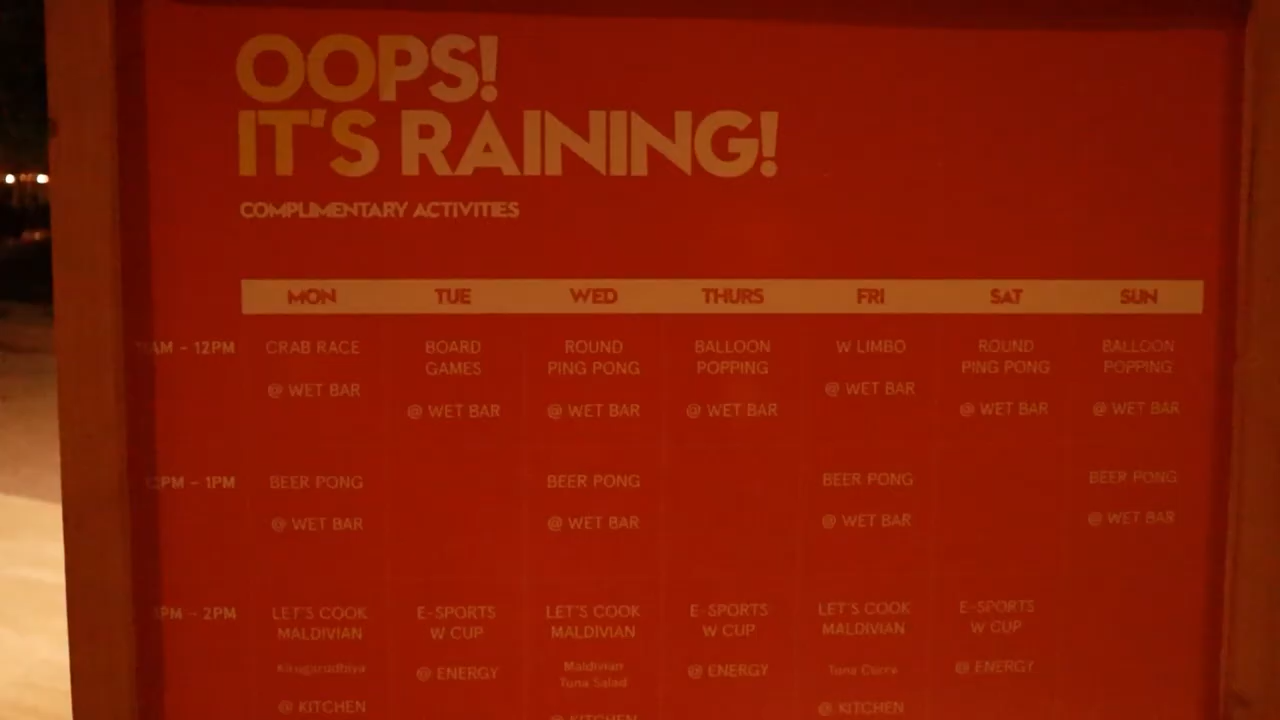 OOPS!
IT'S RAINING!
COMPLIMENTARY ACTIVITIES
MON TUE WED THURS FRI SAT SUN
- 12PM CRAB RACE BOARD ROUND BALLOON W LIMBO ROUND BALLOON
GAMES PING PONG POPPING PING PONG POPPING
@ WET BAR @ WET BAR
@ WET BAR @ WET BAR @ WET BAR @ WET BAR @ WET BAR
- 1PM BEER PONG BEER PONG BEER PONG BEER PONG
@ WET BAR @ WET BAR @ WET BAR @ WET BAR
- 2PM LET'S COOK E-SPORTS LET'S COOK E-SPORTS LET'S COOK E-SPORTS
MALDIVIAN W CUP MALDIVIAN W CUP MALDIVIAN W CUP
Maldivian @ ENERGY Tuna @ ENERGY
@ ENERGY Tuna Salad
@ KITCHEN @ KITCHEN @ KITCHEN